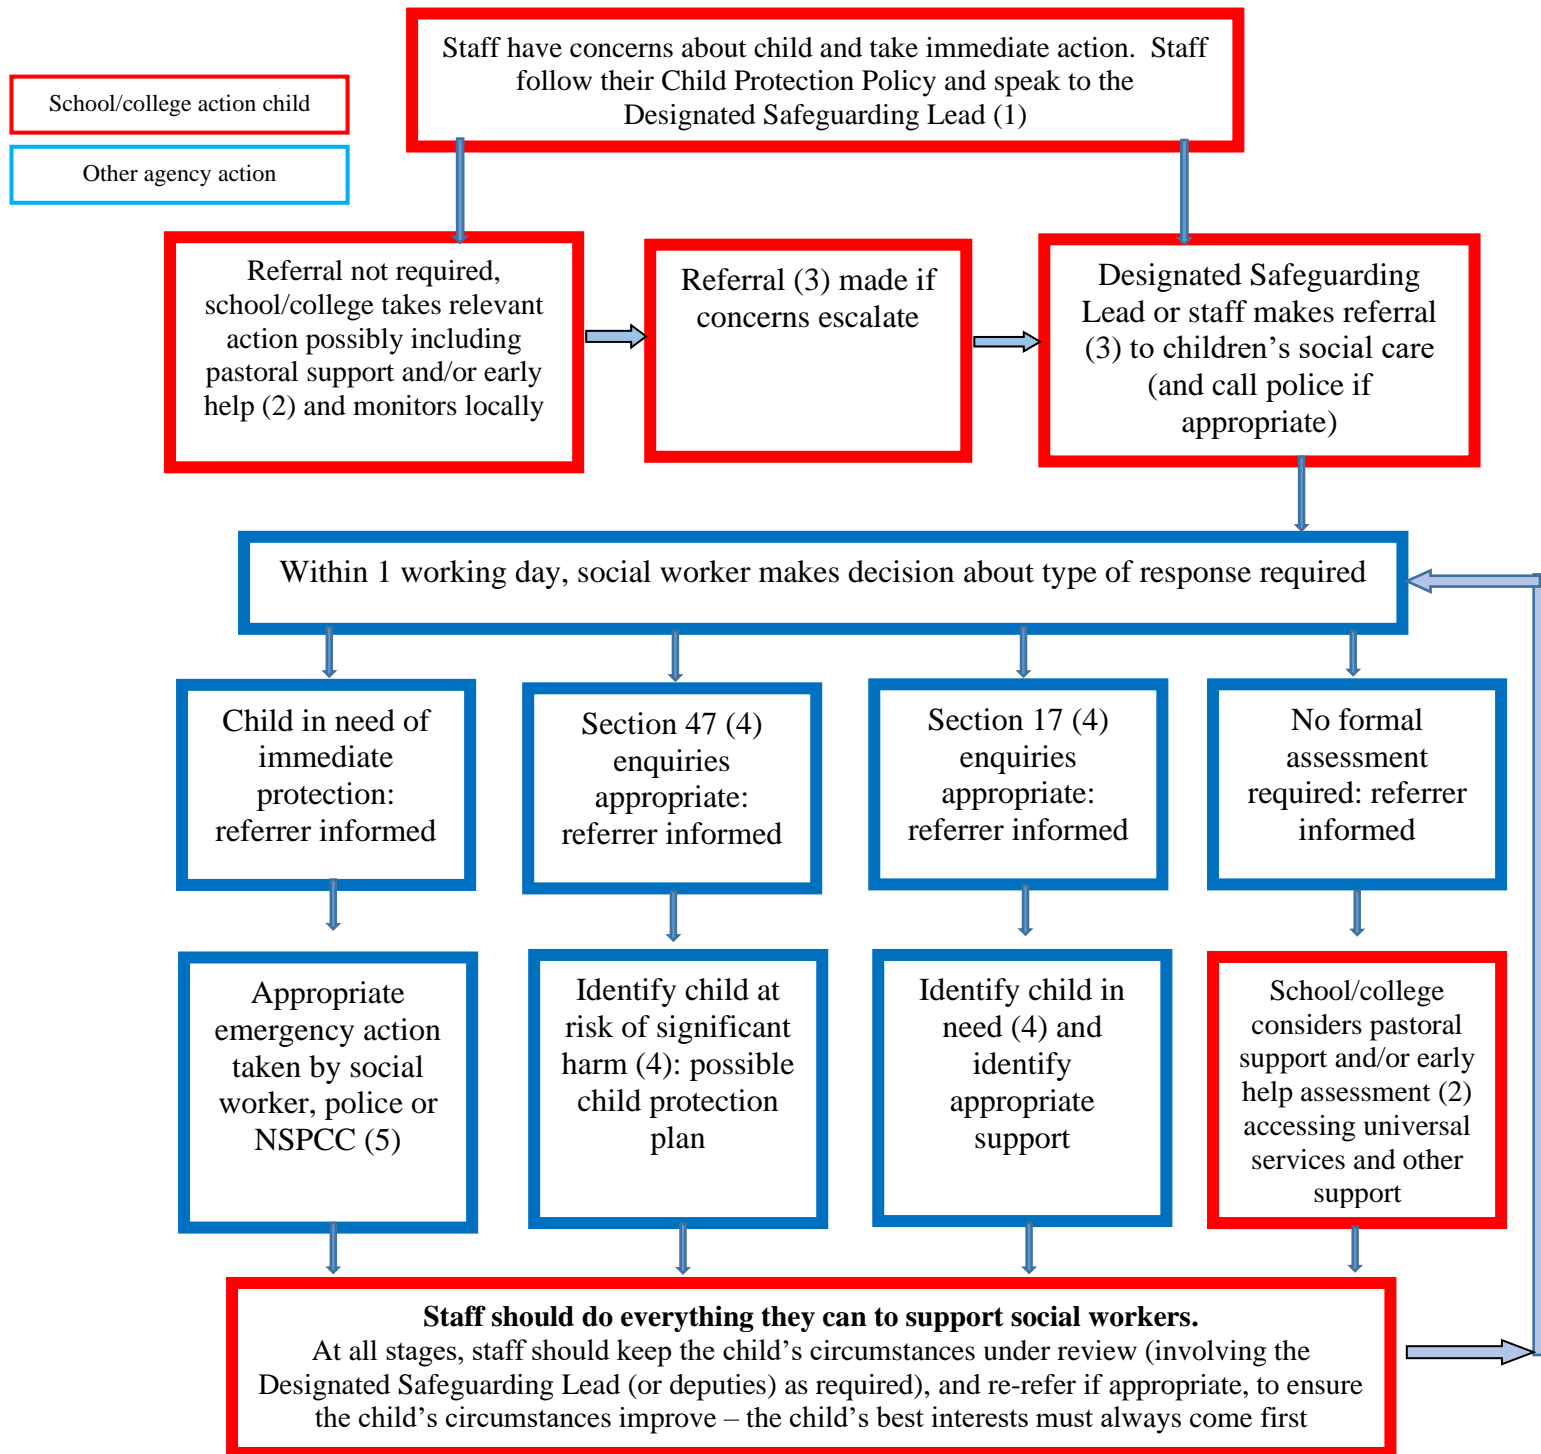 Staff have concerns about child and take immediate action.  Staff
follow their Child Protection Policy and speak to the
Designated Safeguarding Lead (1)
School/college action child
Other agency action
Referral not required,
school/college takes relevant
action possibly including
pastoral support and/or early
help (2) and monitors locally
Referral (3) made if
concerns escalate
Designated Safeguarding
Lead or staff makes referral
(3) to children’s social care
(and call police if
appropriate)
Within 1 working day, social worker makes decision about type of response required
Child in need of
immediate
protection:
referrer informed
Section 47 (4)
enquiries
appropriate:
referrer informed
Section 17 (4)
enquiries
appropriate:
referrer informed
No formal
assessment
required: referrer
informed
Appropriate
emergency action
taken by social
worker, police or
NSPCC (5)
Identify child at
risk of significant
harm (4): possible
child protection
plan
Identify child in
need (4) and
identify
appropriate
support
School/college
considers pastoral
support and/or early
help assessment (2)
accessing universal
services and other
support
Staff should do everything they can to support social workers.
At all stages, staff should keep the child’s circumstances under review (involving the
Designated Safeguarding Lead (or deputies) as required), and re-refer if appropriate, to ensure
the child’s circumstances improve – the child’s best interests must always come first